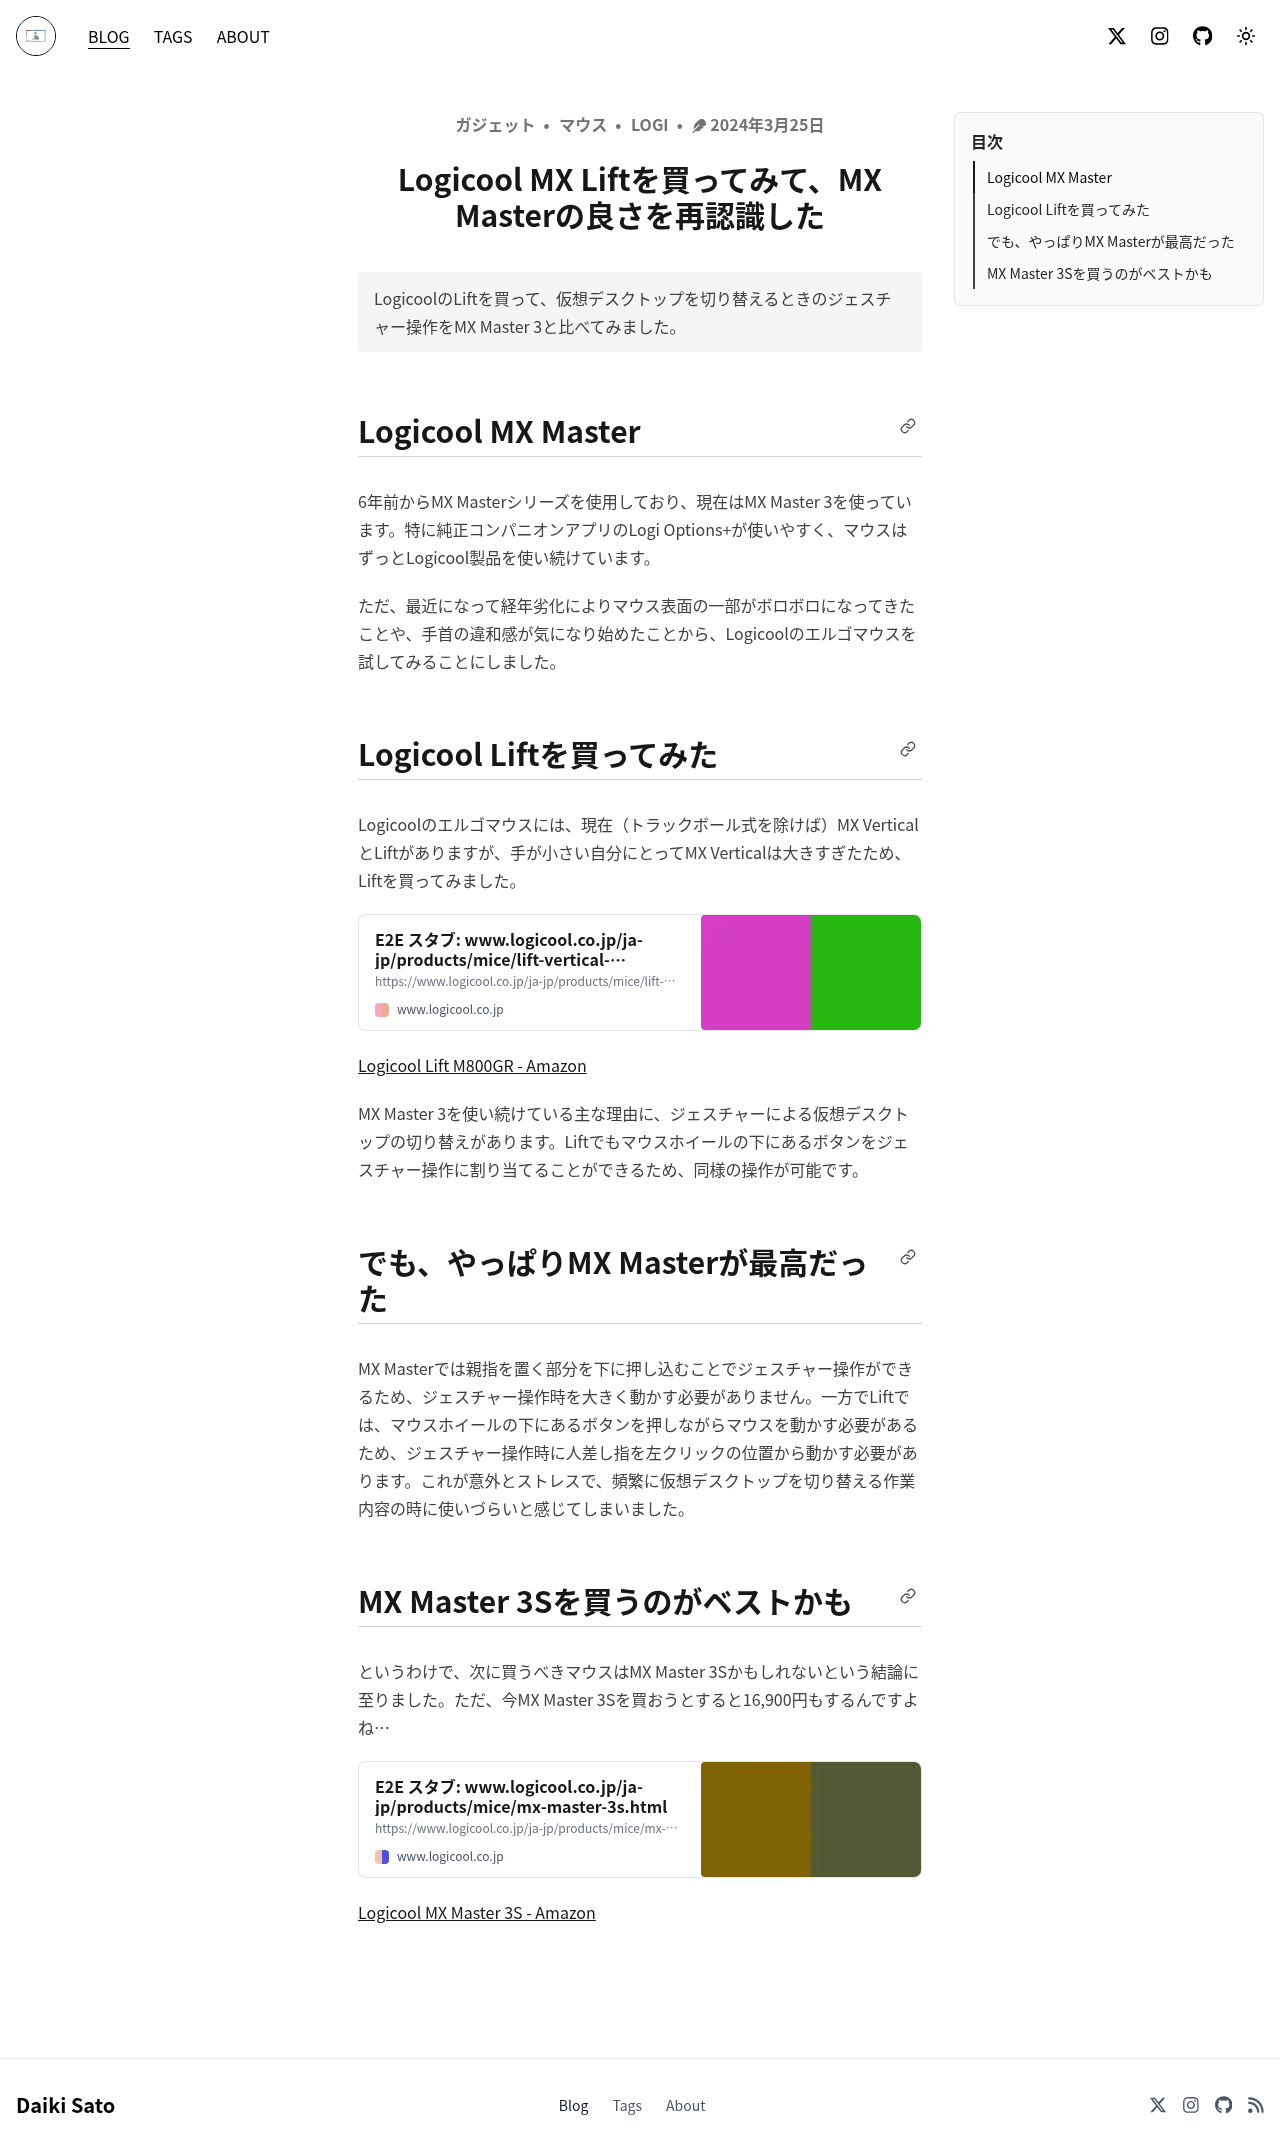 BLOG TAGS ABOUT
ガジェット • マウス • LOGI • 2024年3月25日
Logicool MX Liftを買ってみて、MX
Masterの良さを再認識した
LogicoolのLiftを買って、仮想デスクトップを切り替えるときのジェスチ
ャー操作をMX Master 3と比べてみました。
目次
Logicool MX Master
Logicool Liftを買ってみた
でも、やっぱりMX Masterが最高だった
MX Master 3Sを買うのがベストかも
Logicool MX Master
6年前からMX Masterシリーズを使用しており、現在はMX Master 3を使ってい
ます。特に純正コンパニオンアプリのLogi Options+が使いやすく、マウスは
ずっとLogicool製品を使い続けています。
ただ、最近になって経年劣化によりマウス表面の一部がボロボロになってきた
ことや、手首の違和感が気になり始めたことから、Logicoolのエルゴマウスを
試してみることにしました。
Logicool Liftを買ってみた
Logicoolのエルゴマウスには、現在（トラックボール式を除けば）MX Vertical
とLiftがありますが、手が小さい自分にとってMX Verticalは大きすぎたため、
Liftを買ってみました。
E2E スタブ: www.logicool.co.jp/ja-
jp/products/mice/lift-vertical-…
https://www.logicool.co.jp/ja-jp/products/mice/lift-…
www.logicool.co.jp
Logicool Lift M800GR - Amazon
MX Master 3を使い続けている主な理由に、ジェスチャーによる仮想デスクト
ップの切り替えがあります。Liftでもマウスホイールの下にあるボタンをジェ
スチャー操作に割り当てることができるため、同様の操作が可能です。
でも、やっぱりMX Masterが最高だっ
た
MX Masterでは親指を置く部分を下に押し込むことでジェスチャー操作ができ
るため、ジェスチャー操作時を大きく動かす必要がありません。一方でLiftで
は、マウスホイールの下にあるボタンを押しながらマウスを動かす必要がある
ため、ジェスチャー操作時に人差し指を左クリックの位置から動かす必要があ
ります。これが意外とストレスで、頻繁に仮想デスクトップを切り替える作業
内容の時に使いづらいと感じてしまいました。
MX Master 3Sを買うのがベストかも
というわけで、次に買うべきマウスはMX Master 3Sかもしれないという結論に
至りました。ただ、今MX Master 3Sを買おうとすると16,900円もするんですよ
ね…
E2E スタブ: www.logicool.co.jp/ja-
jp/products/mice/mx-master-3s.html
https://www.logicool.co.jp/ja-jp/products/mice/mx-…
www.logicool.co.jp
Logicool MX Master 3S - Amazon
Daiki Sato
Blog Tags About